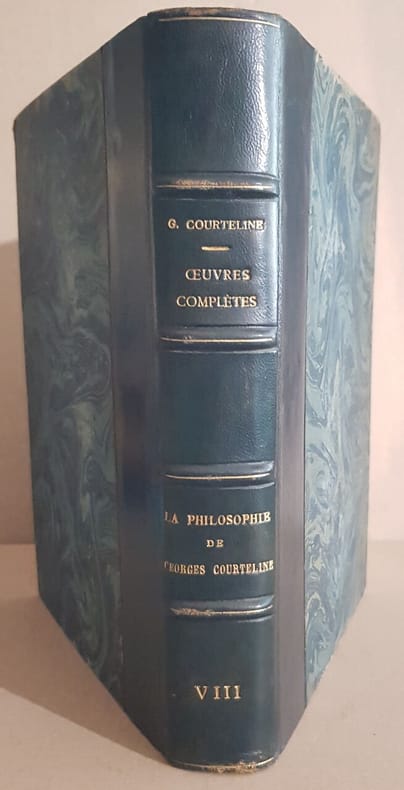 G. COURTELINE
ŒUVRES
COMPLÈTES
LA PHILOSOPHIE
DE
GEORGES COURTELINE
VIII